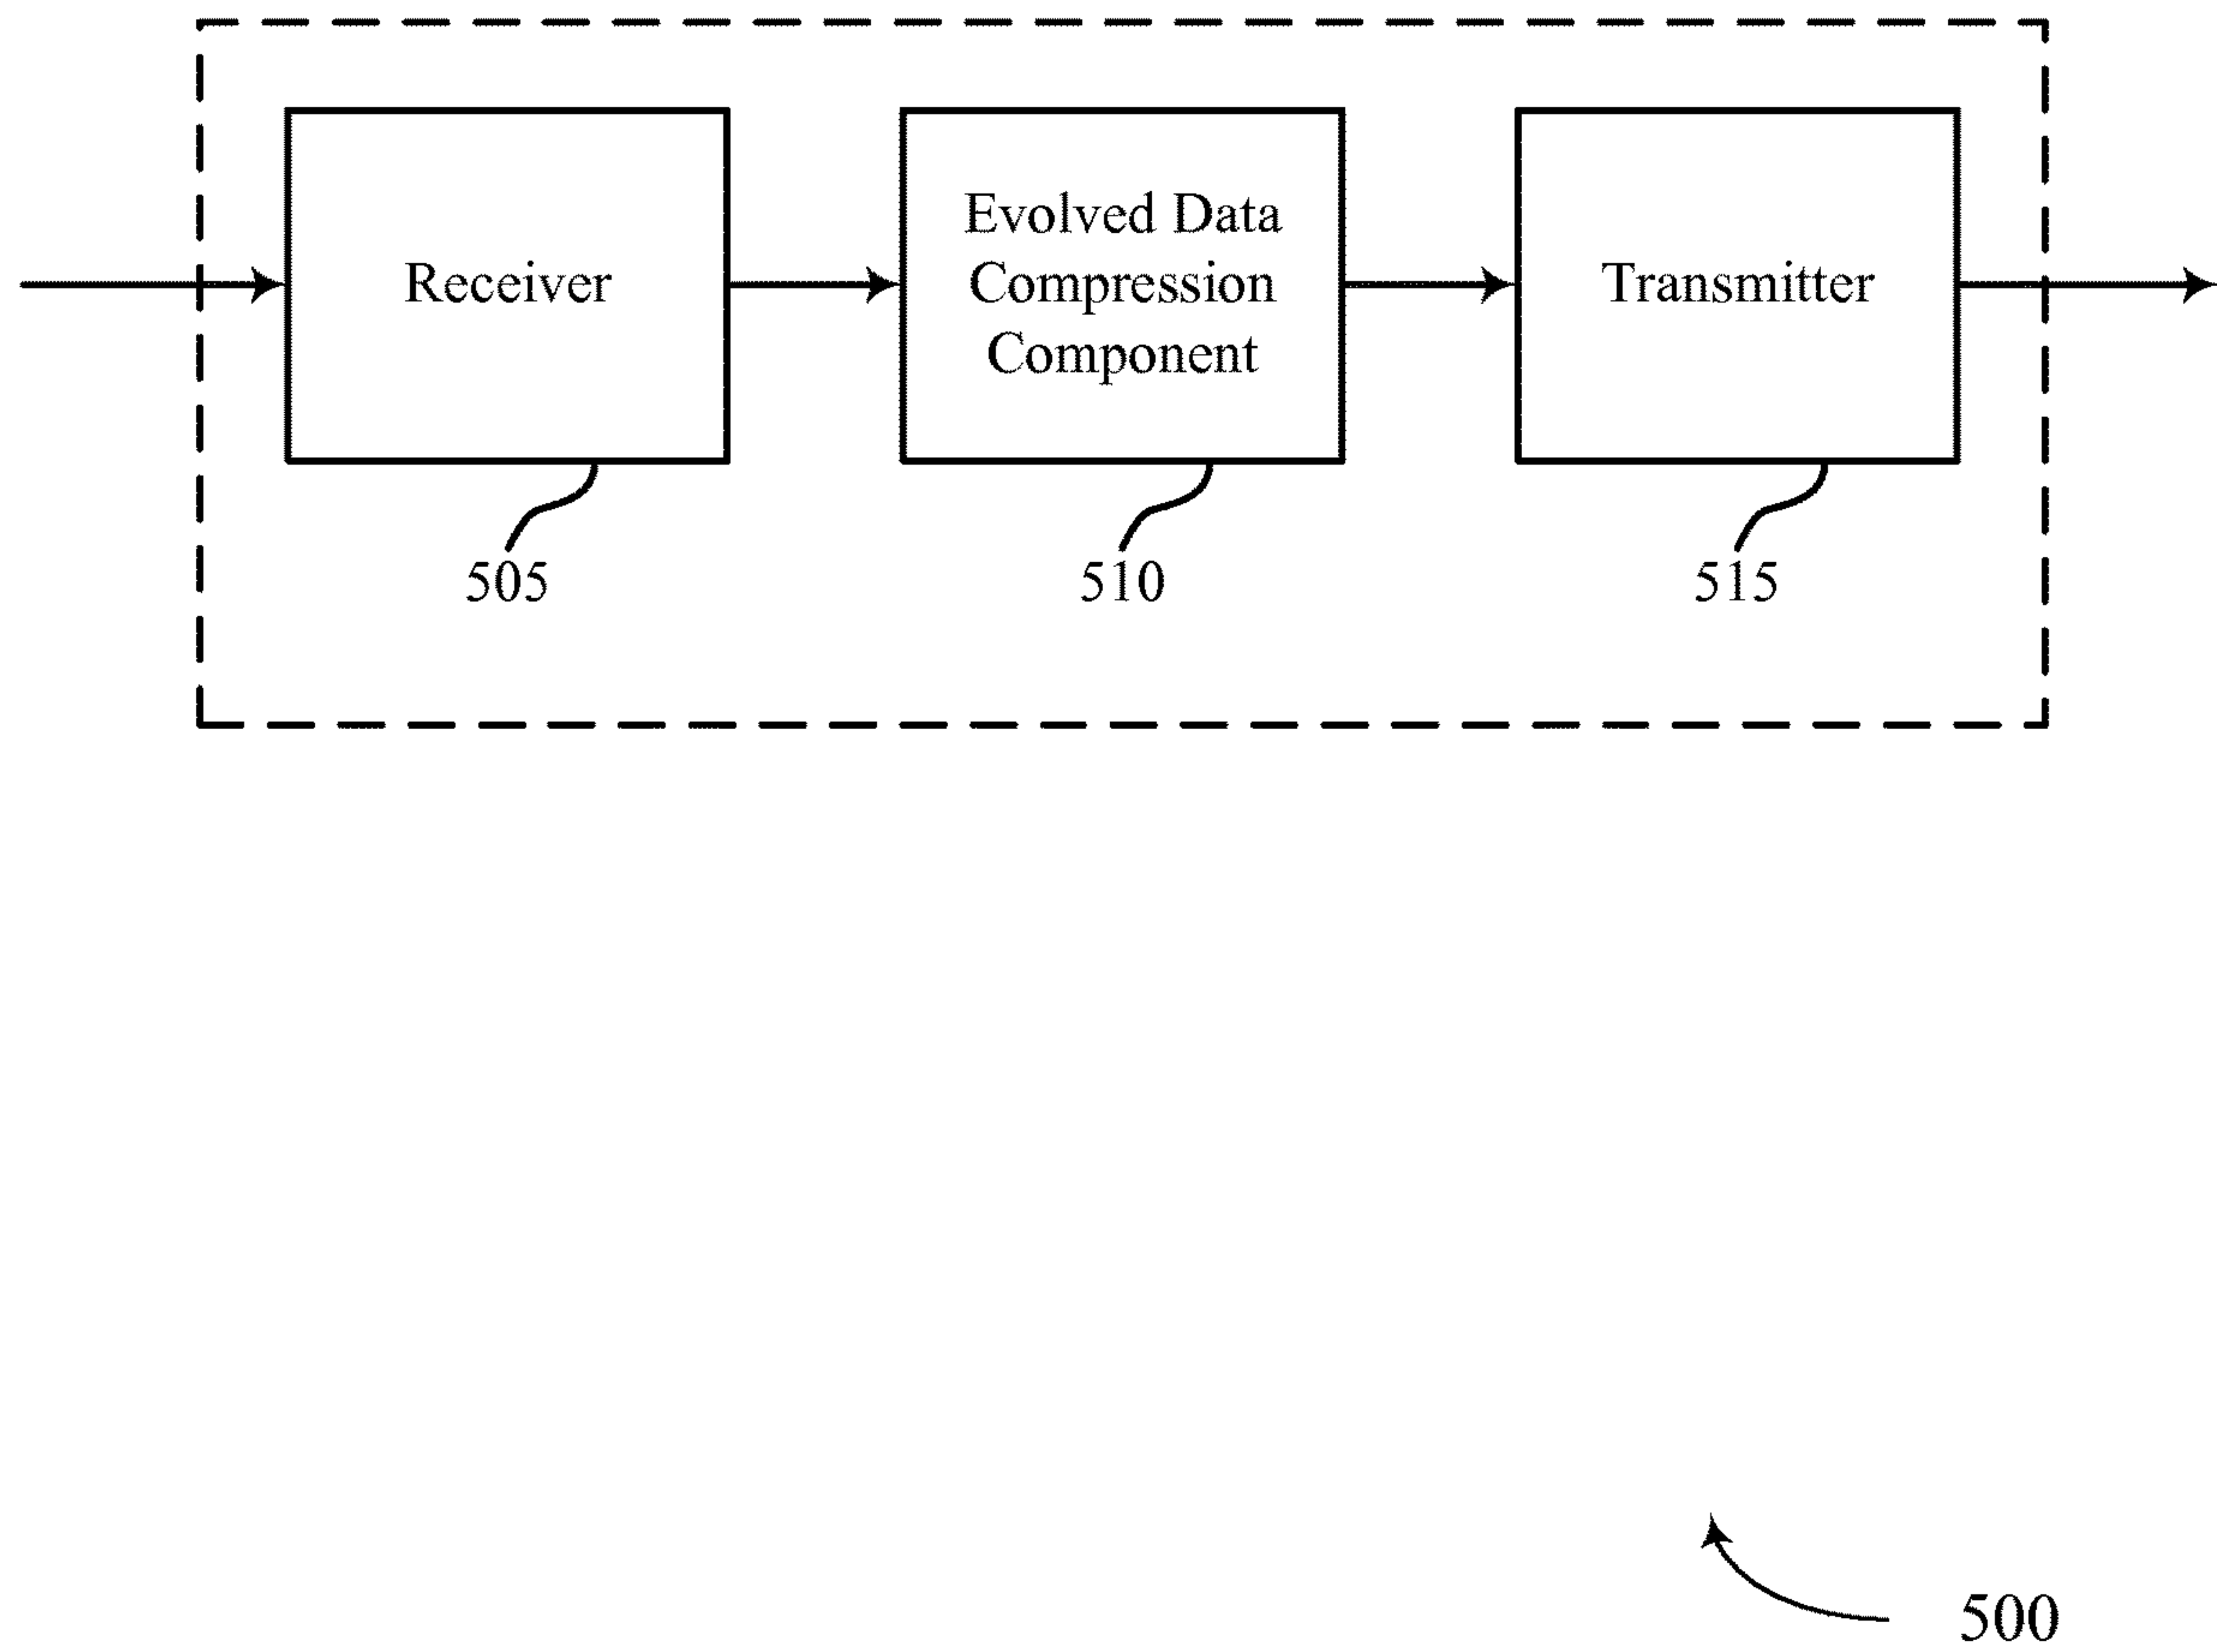 Receiver
Evolved Data
Compression
Component
Transmitter
505
510
515
500